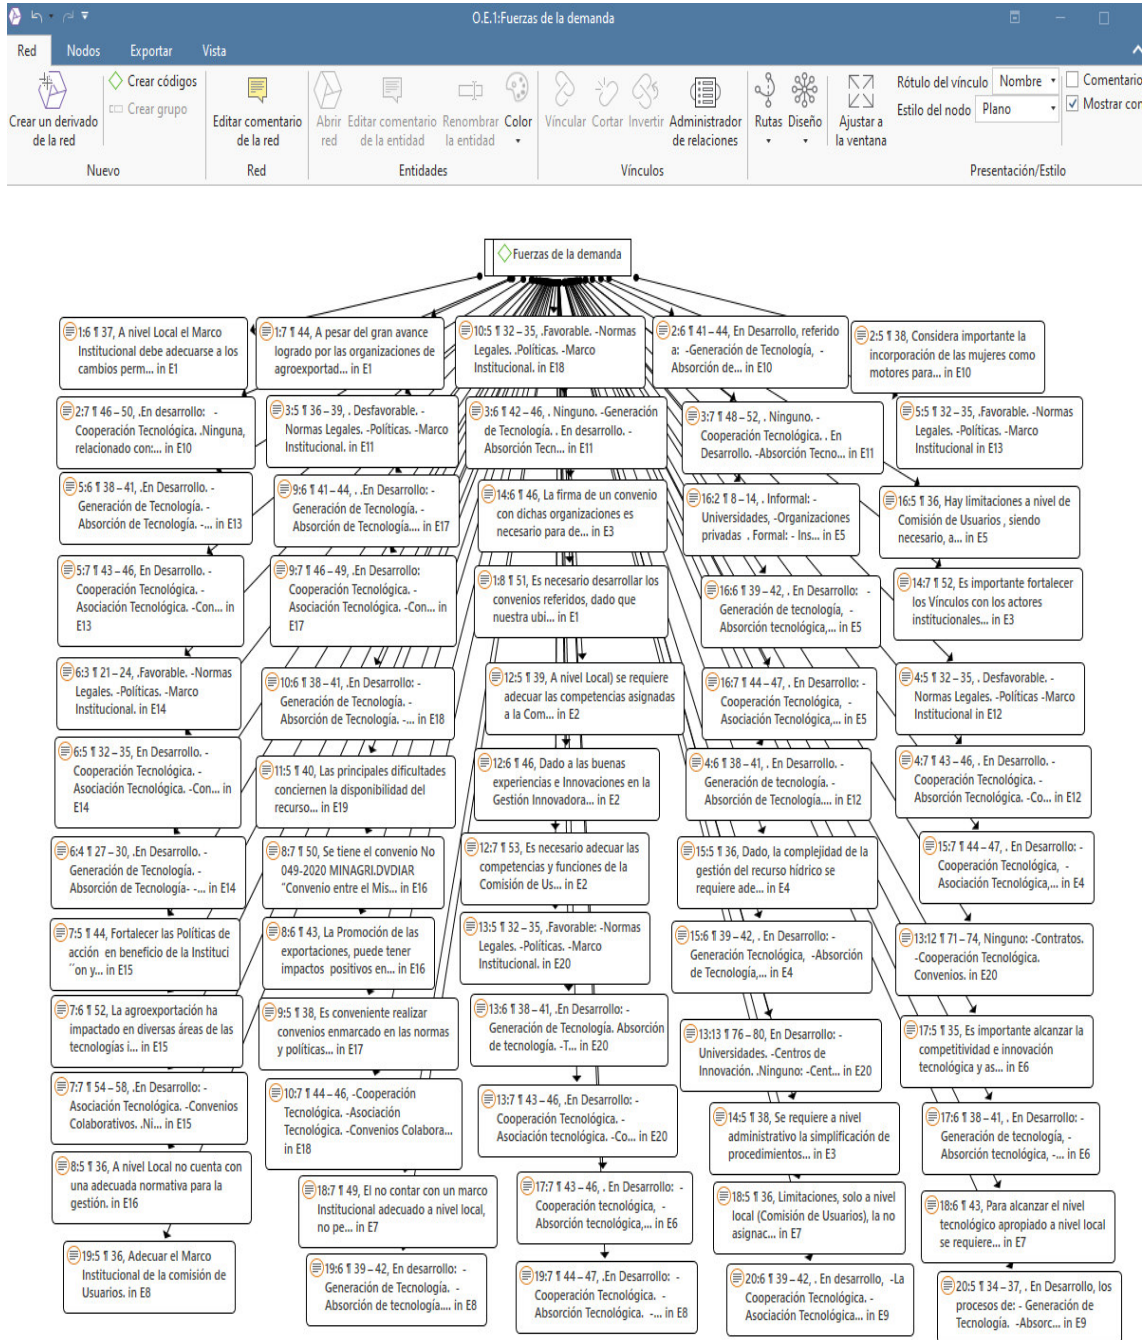 O.E.1:Fuerzas de la demanda
Red Nodos Exportar Vista
Crear un derivado
de la red
Crear códigos
Crear grupo
Nuevo
Editar comentario
de la red
Red
Abrir
red
Editar comentario
de la entidad
Renombrar
la entidad
Color
Entidades
Víncular Cortar Invertir Administrador
de relaciones
Vínculos
Rutas Diseño
Ajustar a
la ventana
Rótulo del vínculo Nombre
Estilo del nodo Plano
Comentario
Mostrar con
Presentación/Estilo
Fuerzas de la demanda
1:6 ¶ 37, A nivel Local el Marco
Institucional debe adecuarse a los
cambios perm... in E1
1:7 ¶ 44, A pesar del gran avance
logrado por las organizaciones de
agroexportad... in E1
10:5 ¶ 32 – 35, .Favorable. -Normas
Legales. .Políticas. -Marco
Institucional. in E18
2:6 ¶ 41 – 44, En Desarrollo, referido
a: -Generación de Tecnología, -
Absorción de... in E10
2:5 ¶ 38, Considera importante la
incorporación de las mujeres como
motores para... in E10
2:7 ¶ 46 – 50, .En desarrollo: -
Cooperación Tecnológica. .Ninguna,
relacionado con:... in E10
3:5 ¶ 36 – 39, . Desfavorable. -
Normas Legales. -Políticas. -Marco
Institucional. in E11
3:6 ¶ 42 – 46, . Ninguno. -Generación
de Tecnología. . En desarrollo. -
Absorción Tecn... in E11
3:7 ¶ 48 – 52, . Ninguno. -
Cooperación Tecnológica. . En
Desarrollo. -Absorción Tecno... in E11
5:5 ¶ 32 – 35, .Favorable. -Normas
Legales. -Políticas -Marco
Institucional in E13
5:6 ¶ 38 – 41, .En Desarrollo. -
Generación de Tecnología. -
Absorción de Tecnología. -... in E13
9:6 ¶ 41 – 44, . .En Desarrollo: -
Generación de Tecnología. -
Absorción de Tecnología.... in E17
14:6 ¶ 46, La firma de un convenio
con dichas organizaciones es
necesario para de... in E3
16:2 ¶ 8 – 14, . Informal: -
Universidades, -Organizaciones
privadas . Formal: - Ins... in E5
16:5 ¶ 36, Hay limitaciones a nivel de
Comisión de Usuarios , siendo
necesario, a... in E5
5:7 ¶ 43 – 46, En Desarrollo. -
Cooperación Tecnológica. -
Asociación Tecnológica. -Con... in
E13
9:7 ¶ 46 – 49, .En Desarrollo:
Cooperación Tecnológica. -
Asociación Tecnológica. -Con... in
E17
1:8 ¶ 51, Es necesario desarrollar los
convenios referidos, dado que
nuestra ubi... in E1
16:6 ¶ 39 – 42, . En Desarrollo: -
Generación de tecnología, -
Absorción tecnológica,... in E5
14:7 ¶ 52, Es importante fortalecer
los Vínculos con los actores
institucionales... in E3
6:3 ¶ 21 – 24, .Favorable. -Normas
Legales. -Políticas. -Marco
Institucional. in E14
10:6 ¶ 38 – 41, .En Desarrollo: -
Generación de Tecnología. -
Absorción de Tecnología. -... in E18
12:5 ¶ 39, A nivel Local) se requiere
adecuar las competencias asignadas
a la Com... in E2
16:7 ¶ 44 – 47, . En Desarrollo: -
Cooperación Tecnológica, -
Asociación Tecnológica,... in E5
4:5 ¶ 32 – 35, . Desfavorable. -
Normas Legales. -Políticas -Marco
Institucional in E12
6:5 ¶ 32 – 35, En Desarrollo. -
Cooperación Tecnológica. -
Asociación Tecnológica. -Con... in
E14
11:5 ¶ 40, Las principales dificultades
conciernen la disponibilidad del
recurso... in E19
12:6 ¶ 46, Dado a las buenas
experiencias e Innovaciones en la
Gestión Innovadora... in E2
4:6 ¶ 38 – 41, . En Desarrollo. -
Generación de tecnología. -
Absorción de Tecnología.... in E12
4:7 ¶ 43 – 46, . En Desarrollo. -
Cooperación Tecnológica. -
Absorción Tecnológica. -Co... in E12
6:4 ¶ 27 – 30, .En Desarrollo. -
Generación de Tecnología. -
Absorción de Tecnología- -... in E14
8:7 ¶ 50, Se tiene el convenio No
049-2020 MINAGRI.DVDIAR
“Convenio entre el Mis... in E16
12:7 ¶ 53, Es necesario adecuar las
competencias y funciones de la
Comisión de Us... in E2
15:5 ¶ 36, Dado, la complejidad de la
gestión del recurso hídrico se
requiere ade... in E4
15:7 ¶ 44 – 47, . En Desarrollo: -
Cooperación Tecnológica, -
Asociación Tecnológica,... in E4
7:5 ¶ 44, Fortalecer las Políticas de
acción en beneficio de la Instituci
´´on y... in E15
8:6 ¶ 43, La Promoción de las
exportaciones, puede tener
impactos positivos en... in E16
13:5 ¶ 32 – 35, .Favorable: -Normas
Legales. -Políticas. -Marco
Institucional. in E20
15:6 ¶ 39 – 42, . En Desarrollo: -
Generación Tecnológica, -Absorción
de Tecnología,... in E4
13:12 ¶ 71 – 74, Ninguno: -Contratos.
-Cooperación Tecnológica.
Convenios. in E20
7:6 ¶ 52, La agroexportación ha
impactado en diversas áreas de las
tecnologías i... in E15
9:5 ¶ 38, Es conveniente realizar
convenios enmarcado en las normas
y políticas... in E17
13:6 ¶ 38 – 41, .En Desarrollo: -
Generación de Tecnología. Absorción
de tecnología. -T... in E20
13:13 ¶ 76 – 80, En Desarrollo: -
Universidades. -Centros de
Innovación. .Ninguno: -Cent... in E20
17:5 ¶ 35, Es importante alcanzar la
competitividad e innovación
tecnológica y as... in E6
7:7 ¶ 54 – 58, .En Desarrollo: -
Asociación Tecnológica. -Convenios
Colaborativos. .Ni... in E15
10:7 ¶ 44 – 46, -Cooperación
Tecnológica. -Asociación
Tecnológica. -Convenios Colabora...
in E18
13:7 ¶ 43 – 46, .En Desarrollo: -
Cooperación Tecnológica. -
Asociación tecnológica. -Co... in E20
14:5 ¶ 38, Se requiere a nivel
administrativo la simplificación de
procedimientos... in E3
17:6 ¶ 38 – 41, . En Desarrollo: -
Generación de tecnología, -
Absorción tecnológica, -... in E6
8:5 ¶ 36, A nivel Local no cuenta con
una adecuada normativa para la
gestión. in E16
18:7 ¶ 49, El no contar con un marco
Institucional adecuado a nivel local,
no pe... in E7
17:7 ¶ 43 – 46, . En Desarrollo: -
Cooperación tecnológica, -
Absorción tecnológica,... in E6
18:5 ¶ 36, Limitaciones, solo a nivel
local (Comisión de Usuarios), la no
asignac... in E7
18:6 ¶ 43, Para alcanzar el nivel
tecnológico apropiado a nivel local
se requiere... in E7
19:5 ¶ 36, Adecuar el Marco
Institucional de la comisión de
Usuarios. in E8
19:6 ¶ 39 – 42, En desarrollo: -
Generación de Tecnología. -
Absorción de tecnología.... in E8
19:7 ¶ 44 – 47, .En Desarrollo: -
Cooperación Tecnológica. -
Absorción Tecnológica. -... in E8
20:6 ¶ 39 – 42, . En desarrollo, -La
Cooperación Tecnológica. -
Asociación Tecnológica... in E9
20:5 ¶ 34 – 37, . En Desarrollo, los
procesos de: - Generación de
Tecnología. -Absorc... in E9